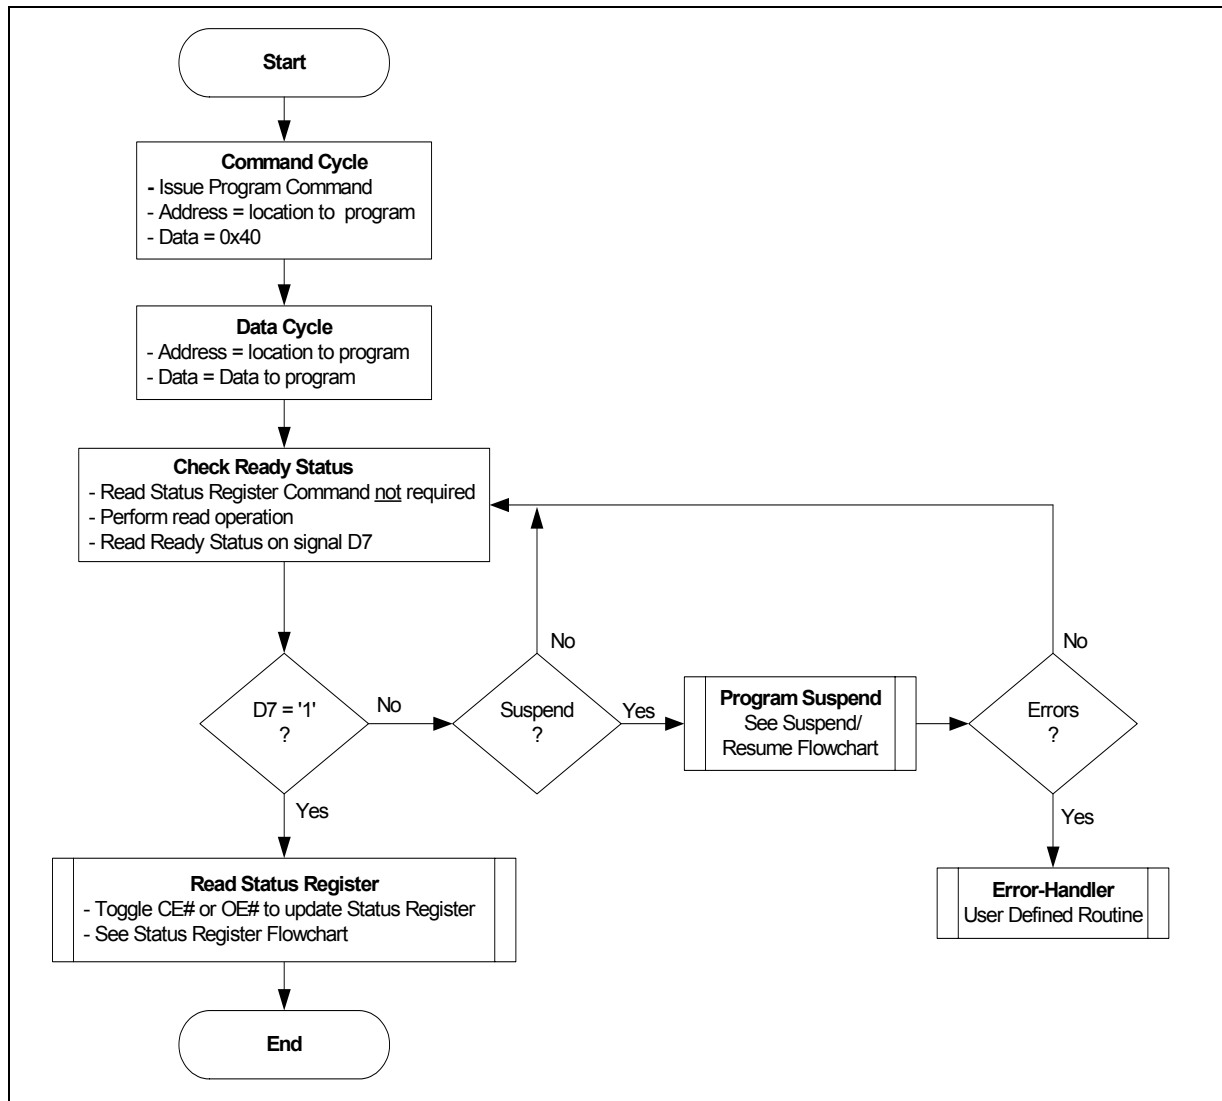 Start
Command Cycle
- Issue Program Command
- Address = location to program
- Data = 0x40
Data Cycle
- Address = location to program
- Data = Data to program
Check Ready Status
- Read Status Register Command not required
- Perform read operation
- Read Ready Status on signal D7
D7 = '1'
?
No
Suspend
?
No
Yes
Program Suspend
See Suspend/
Resume Flowchart
Errors
?
No
Yes
Error-Handler
User Defined Routine
Yes
Read Status Register
- Toggle CE# or OE# to update Status Register
- See Status Register Flowchart
End